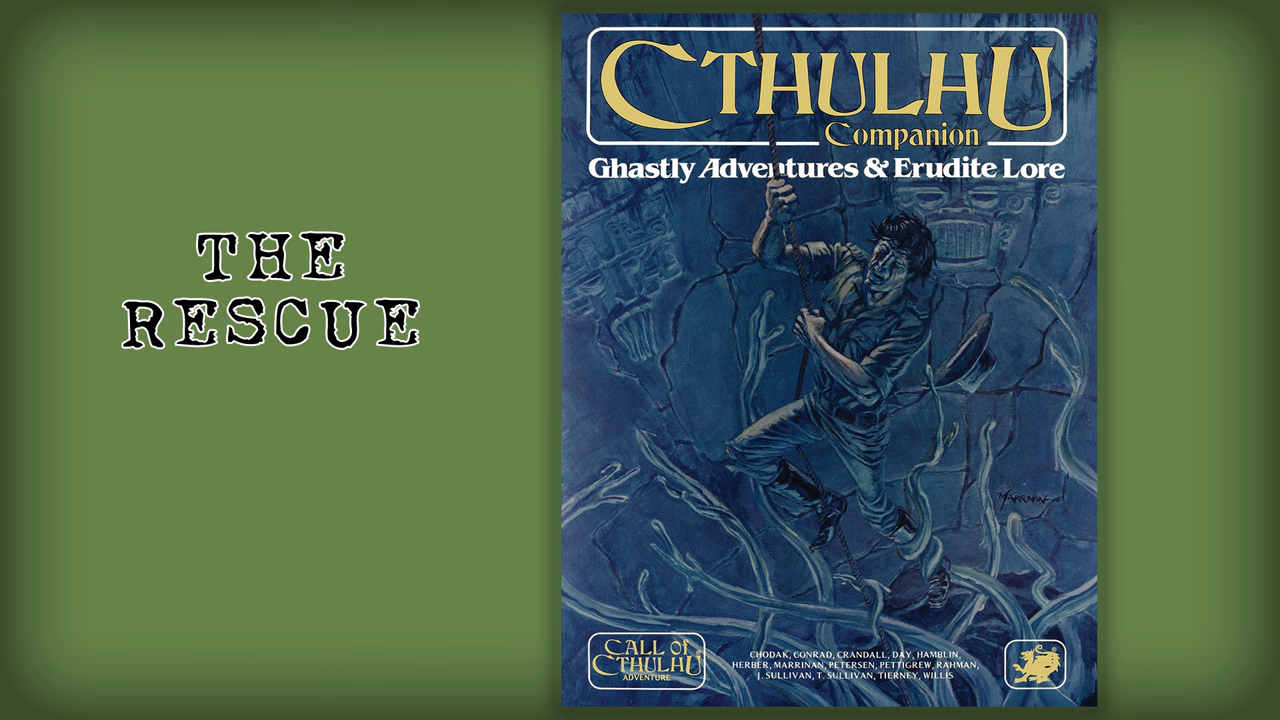 THE
RESCUE
CTHULHU
Companion
Ghastly Adventures & Erudite Lore
MARRINAN
CALL of
CTHULHU
ADVENTURE
CHODAK, CONRAD, CRANDALL, DAY, HAMBLIN,
HERBER, MARRINAN, PETERSEN, PETTIGREW, RAHMAN,
J. SULLIVAN, T. SULLIVAN, TIERNEY, WILLIS